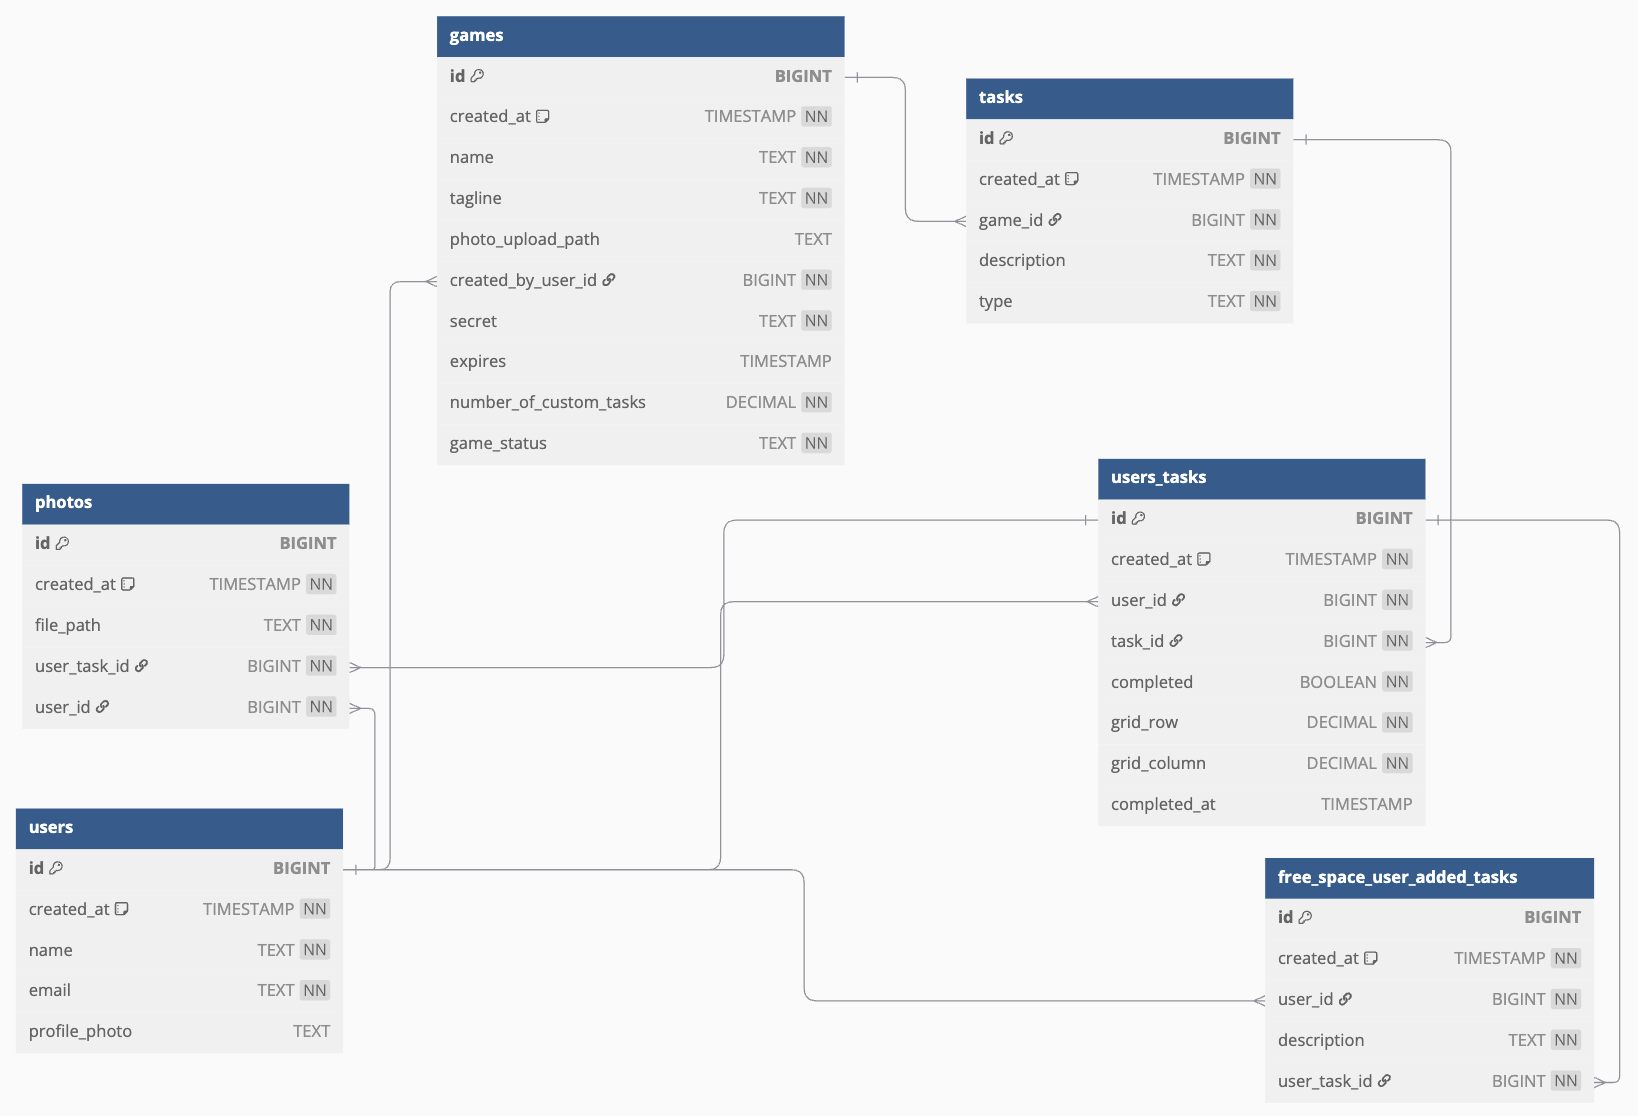 games
id BIGINT
created_at TIMESTAMP NN
name TEXT NN
tagline TEXT NN
photo_upload_path TEXT
created_by_user_id BIGINT NN
secret TEXT NN
expires TIMESTAMP
number_of_custom_tasks DECIMAL NN
game_status TEXT NN
tasks
id BIGINT
created_at TIMESTAMP NN
game_id BIGINT NN
description TEXT NN
type TEXT NN
photos
id BIGINT
created_at TIMESTAMP NN
file_path TEXT NN
user_task_id BIGINT NN
user_id BIGINT NN
users_tasks
id BIGINT
created_at TIMESTAMP NN
user_id BIGINT NN
task_id BIGINT NN
completed BOOLEAN NN
grid_row DECIMAL NN
grid_column DECIMAL NN
completed_at TIMESTAMP
users
id BIGINT
created_at TIMESTAMP NN
name TEXT NN
email TEXT NN
profile_photo TEXT
free_space_user_added_tasks
id BIGINT
created_at TIMESTAMP NN
user_id BIGINT NN
description TEXT NN
user_task_id BIGINT NN